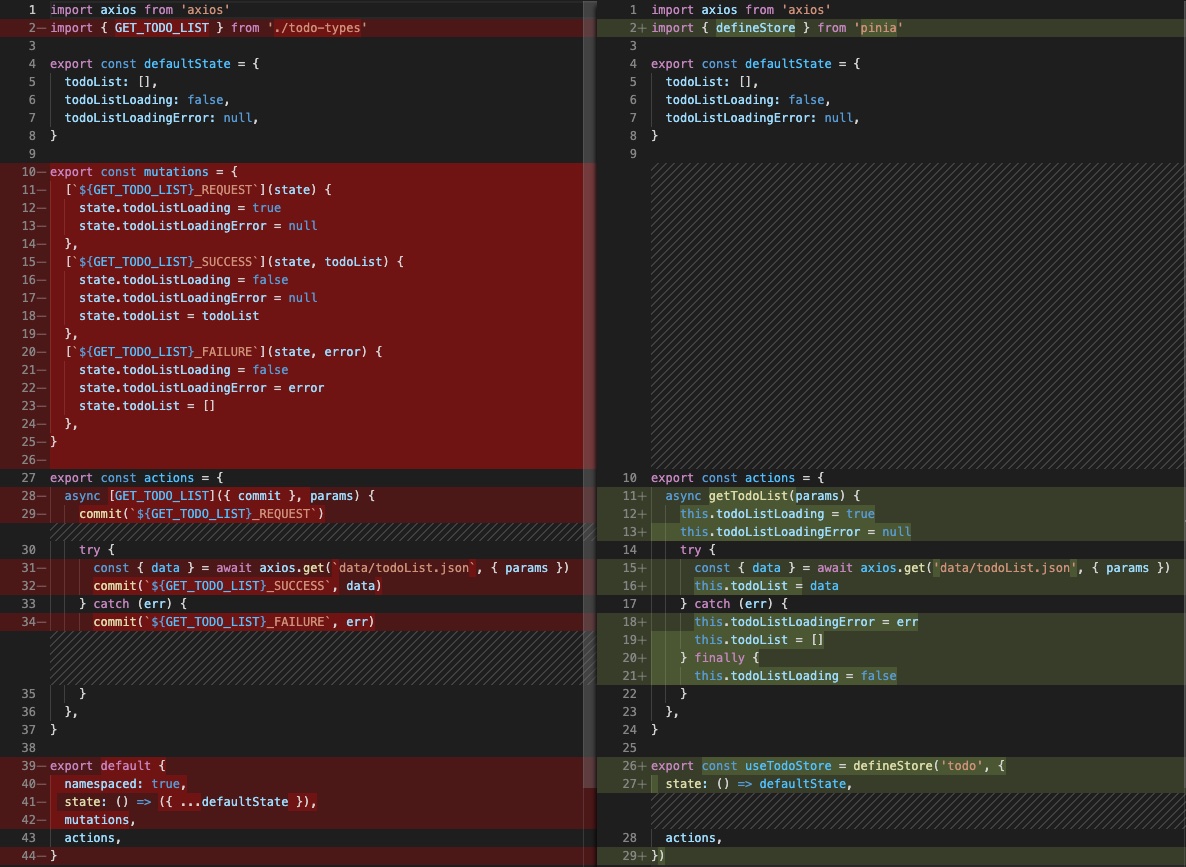 1 import axios from 'axios'
2— import { GET_TODO_LIST } from './todo-types'
3
4 export const defaultState = {
5 todoList: [],
6 todoListLoading: false,
7 todoListLoadingError: null,
8 }
9
10— export const mutations = {
11— [`${GET_TODO_LIST}_REQUEST`](state) {
12— state.todoListLoading = true
13— state.todoListLoadingError = null
14— },
15— [`${GET_TODO_LIST}_SUCCESS`](state, todoList) {
16— state.todoListLoading = false
17— state.todoListLoadingError = null
18— state.todoList = todoList
19— },
20— [`${GET_TODO_LIST}_FAILURE`](state, error) {
21— state.todoListLoading = false
22— state.todoListLoadingError = error
23— state.todoList = []
24— },
25— }
26—
27 export const actions = {
28— async [GET_TODO_LIST]({ commit }, params) {
29— commit(`${GET_TODO_LIST}_REQUEST`)
30 try {
31— const { data } = await axios.get(`data/todoList.json`, { params })
32— commit(`${GET_TODO_LIST}_SUCCESS`, data)
33 } catch (err) {
34— commit(`${GET_TODO_LIST}_FAILURE`, err)
35 }
36 },
37 }
38
39— export default {
40— namespaced: true,
41— state: () => ({ ...defaultState }),
42— mutations,
43 actions,
44— }
1 import axios from 'axios'
2+ import { defineStore } from 'pinia'
3
4 export const defaultState = {
5 todoList: [],
6 todoListLoading: false,
7 todoListLoadingError: null,
8 }
9
10 export const actions = {
11+ async getTodoList(params) {
12+ this.todoListLoading = true
13+ this.todoListLoadingError = null
14 try {
15+ const { data } = await axios.get('data/todoList.json', { params })
16+ this.todoList = data
17 } catch (err) {
18+ this.todoListLoadingError = err
19+ this.todoList = []
20+ } finally {
21+ this.todoListLoading = false
22 }
23 },
24 }
25
26+ export const useTodoStore = defineStore('todo', {
27+ state: () => defaultState,
28 actions,
29+ })